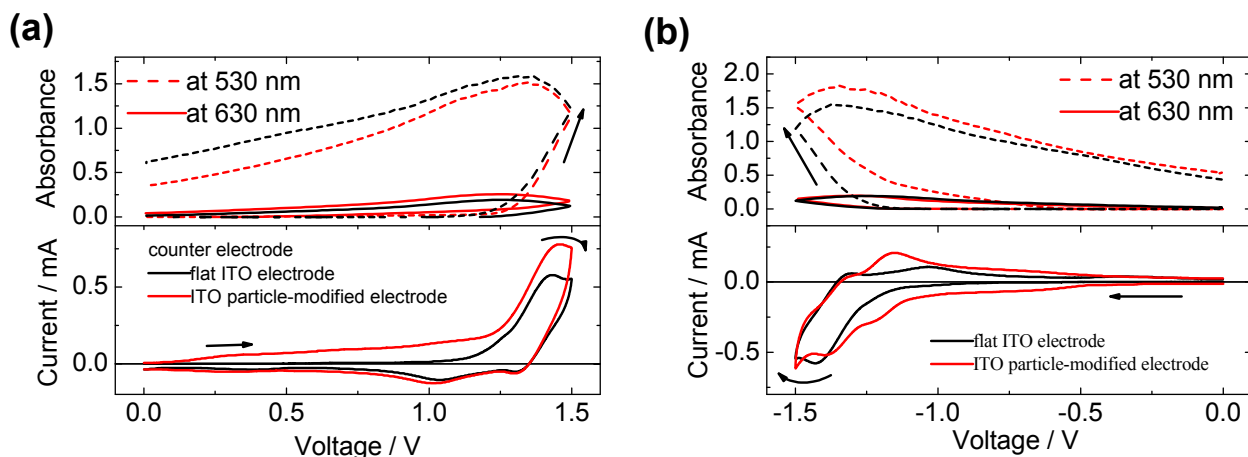 (a)
at 530 nm
at 630 nm
Absorbance
1.5
1.0
0.5
0.0
counter electrode
flat ITO electrode
ITO particle-modified electrode
Current / mA
0.5
0.0
0.0
0.5
1.0
1.5
Voltage / V
(b)
at 530 nm
at 630 nm
Absorbance
2.0
1.5
1.0
0.5
0.0
flat ITO electrode
ITO particle-modified electrode
Current / mA
0.0
-0.5
-1.5
-1.0
-0.5
0.0
Voltage / V